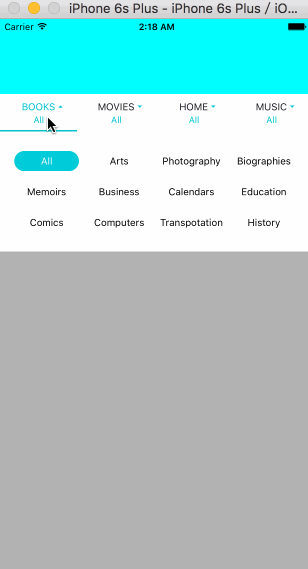 iPhone 6s Plus - iPhone 6s Plus / iO...
Carrier 2:18 AM
BOOKS MOVIES HOME MUSIC
All All All All
All Arts Photography Biographies
Memoirs Business Calendars Education
Comics Computers Transpotation History